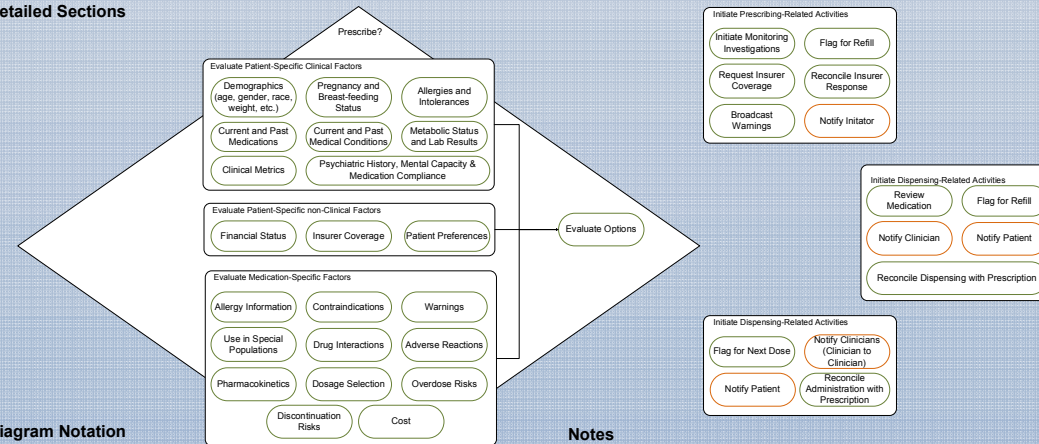 etailed Sections
Prescribe?
Evaluate Patient-Specific Clinical Factors
Demographics
(age, gender, race,
weight, etc.)
Pregnancy and
Breast-feeding
Status
Allergies and
Intolerances
Current and Past
Medications
Current and Past
Medical Conditions
Metabolic Status
and Lab Results
Clinical Metrics
Psychiatric History, Mental Capacity &
Medication Compliance
Evaluate Patient-Specific non-Clinical Factors
Financial Status
Insurer Coverage
Patient Preferences
Evaluate Options
Evaluate Medication-Specific Factors
Allergy Information
Contraindications
Warnings
Use in Special
Populations
Drug Interactions
Adverse Reactions
Pharmacokinetics
Dosage Selection
Overdose Risks
Discontinuation
Risks
Cost
Initiate Prescribing-Related Activities
Initiate Monitoring
Investigations
Flag for Refill
Request Insurer
Coverage
Reconcile Insurer
Response
Broadcast
Warnings
Notify Initator
Initiate Dispensing-Related Activities
Review
Medication
Flag for Refill
Notify Clinician
Notify Patient
Reconcile Dispensing with Prescription
Initiate Dispensing-Related Activities
Flag for Next Dose
Notify Clinicians
(Clinician to
Clinician)
Notify Patient
Reconcile
Administration with
Prescription
iagram Notation
Notes